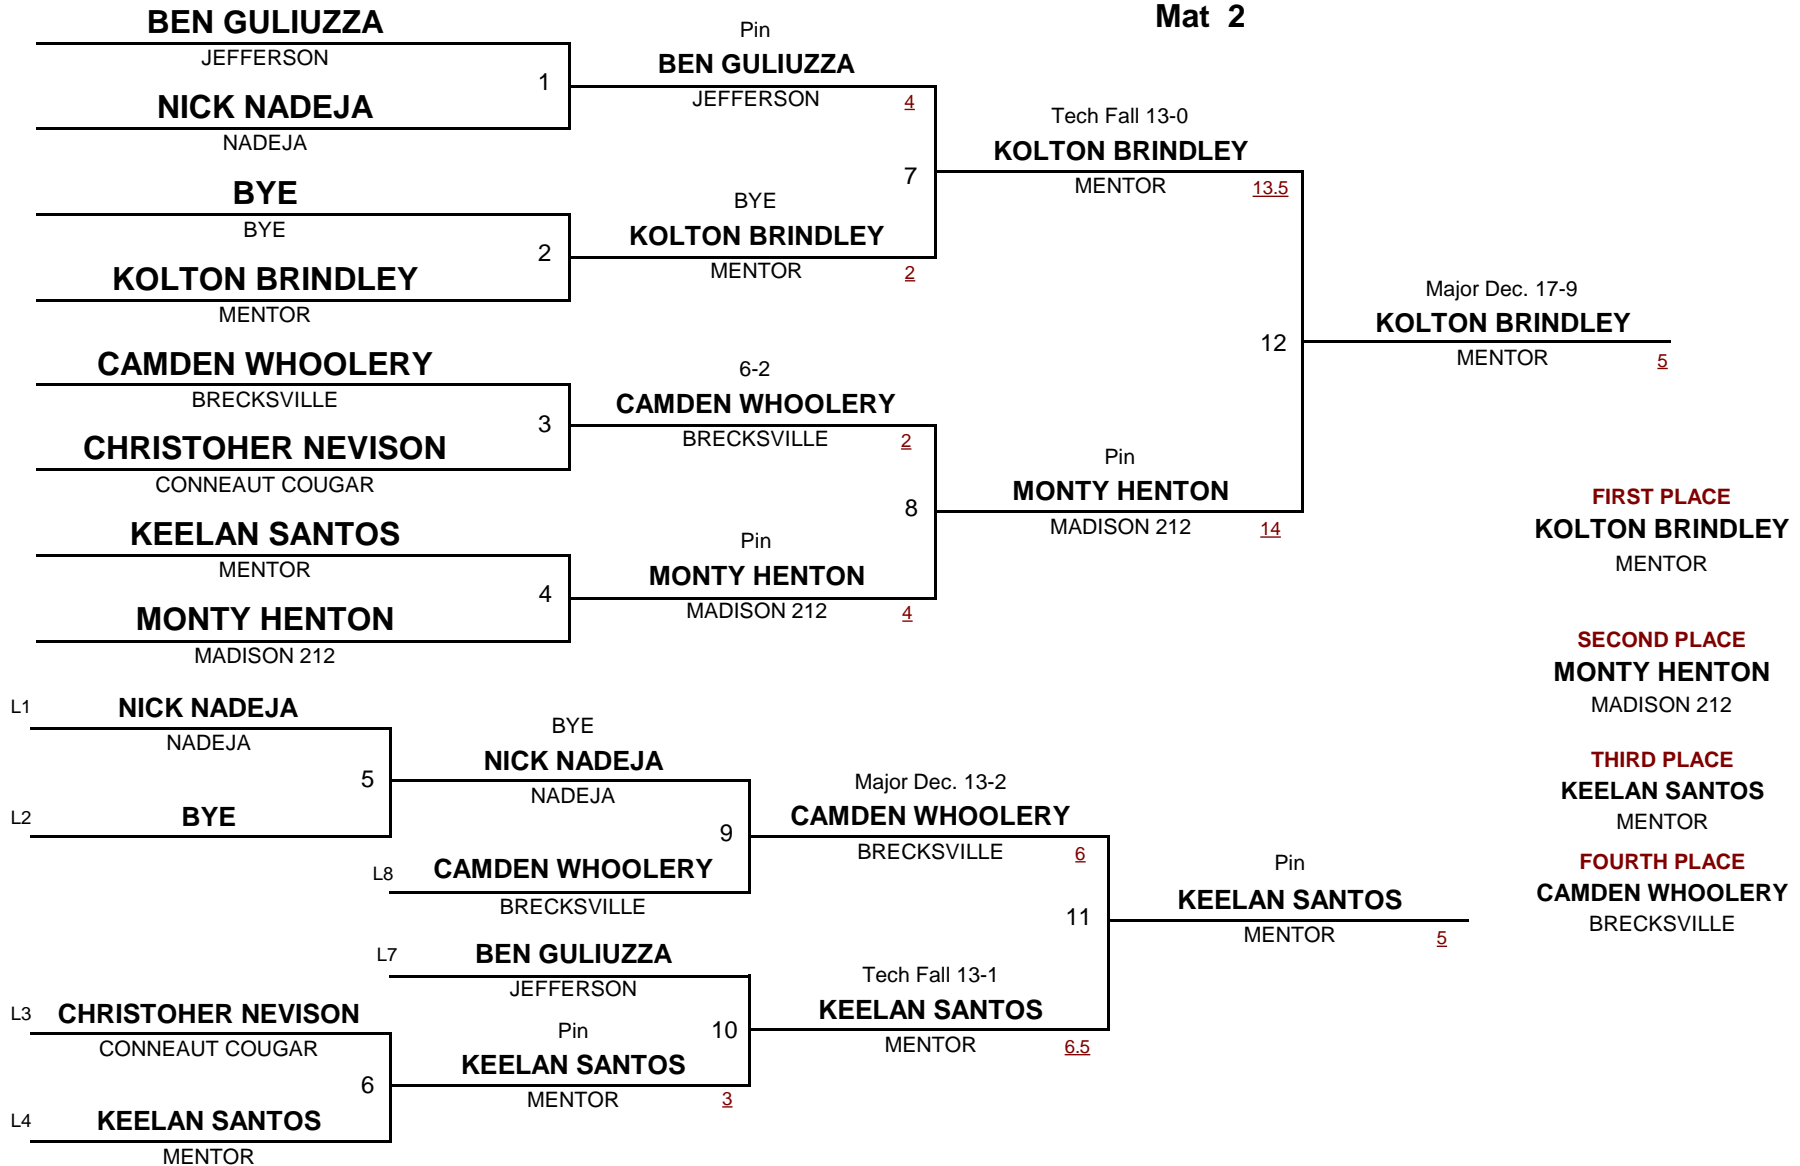 Mat 2
BEN GULIUZZA
JEFFERSON
1
NICK NADEJA
NADEJA
BYE
BYE
2
KOLTON BRINDLEY
MENTOR
CAMDEN WHOOLERY
BRECKSVILLE
3
CHRISTOHER NEVISON
CONNEAUT COUGAR
KEELAN SANTOS
MENTOR
4
MONTY HENTON
MADISON 212
Pin
BEN GULIUZZA
JEFFERSON 4
7
BYE
KOLTON BRINDLEY
MENTOR 2
6-2
CAMDEN WHOOLERY
BRECKSVILLE 2
8
Pin
MONTY HENTON
MADISON 212 4
Tech Fall 13-0
KOLTON BRINDLEY
MENTOR 13.5
12
Pin
MONTY HENTON
MADISON 212 14
Major Dec. 17-9
KOLTON BRINDLEY
MENTOR 5
FIRST PLACE
KOLTON BRINDLEY
MENTOR
SECOND PLACE
MONTY HENTON
MADISON 212
THIRD PLACE
KEELAN SANTOS
MENTOR
FOURTH PLACE
CAMDEN WHOOLERY
BRECKSVILLE
L1 NICK NADEJA
NADEJA
5
L2 BYE
BYE
NICK NADEJA
NADEJA
9
L8 CAMDEN WHOOLERY
BRECKSVILLE
L7 BEN GULIUZZA
JEFFERSON
L3 CHRISTOHER NEVISON
CONNEAUT COUGAR
6
L4 KEELAN SANTOS
MENTOR
10
Pin
KEELAN SANTOS
MENTOR 3
Major Dec. 13-2
CAMDEN WHOOLERY
BRECKSVILLE 6
11
Tech Fall 13-1
KEELAN SANTOS
MENTOR 6.5
Pin
KEELAN SANTOS
MENTOR 5